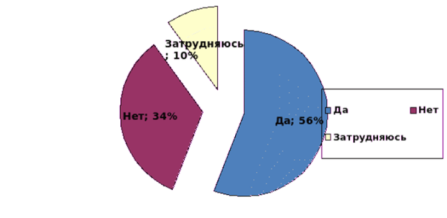 Затрудняюсь
; 10%
Нет; 34%
Да; 56%
Да
Нет
Затрудняюсь